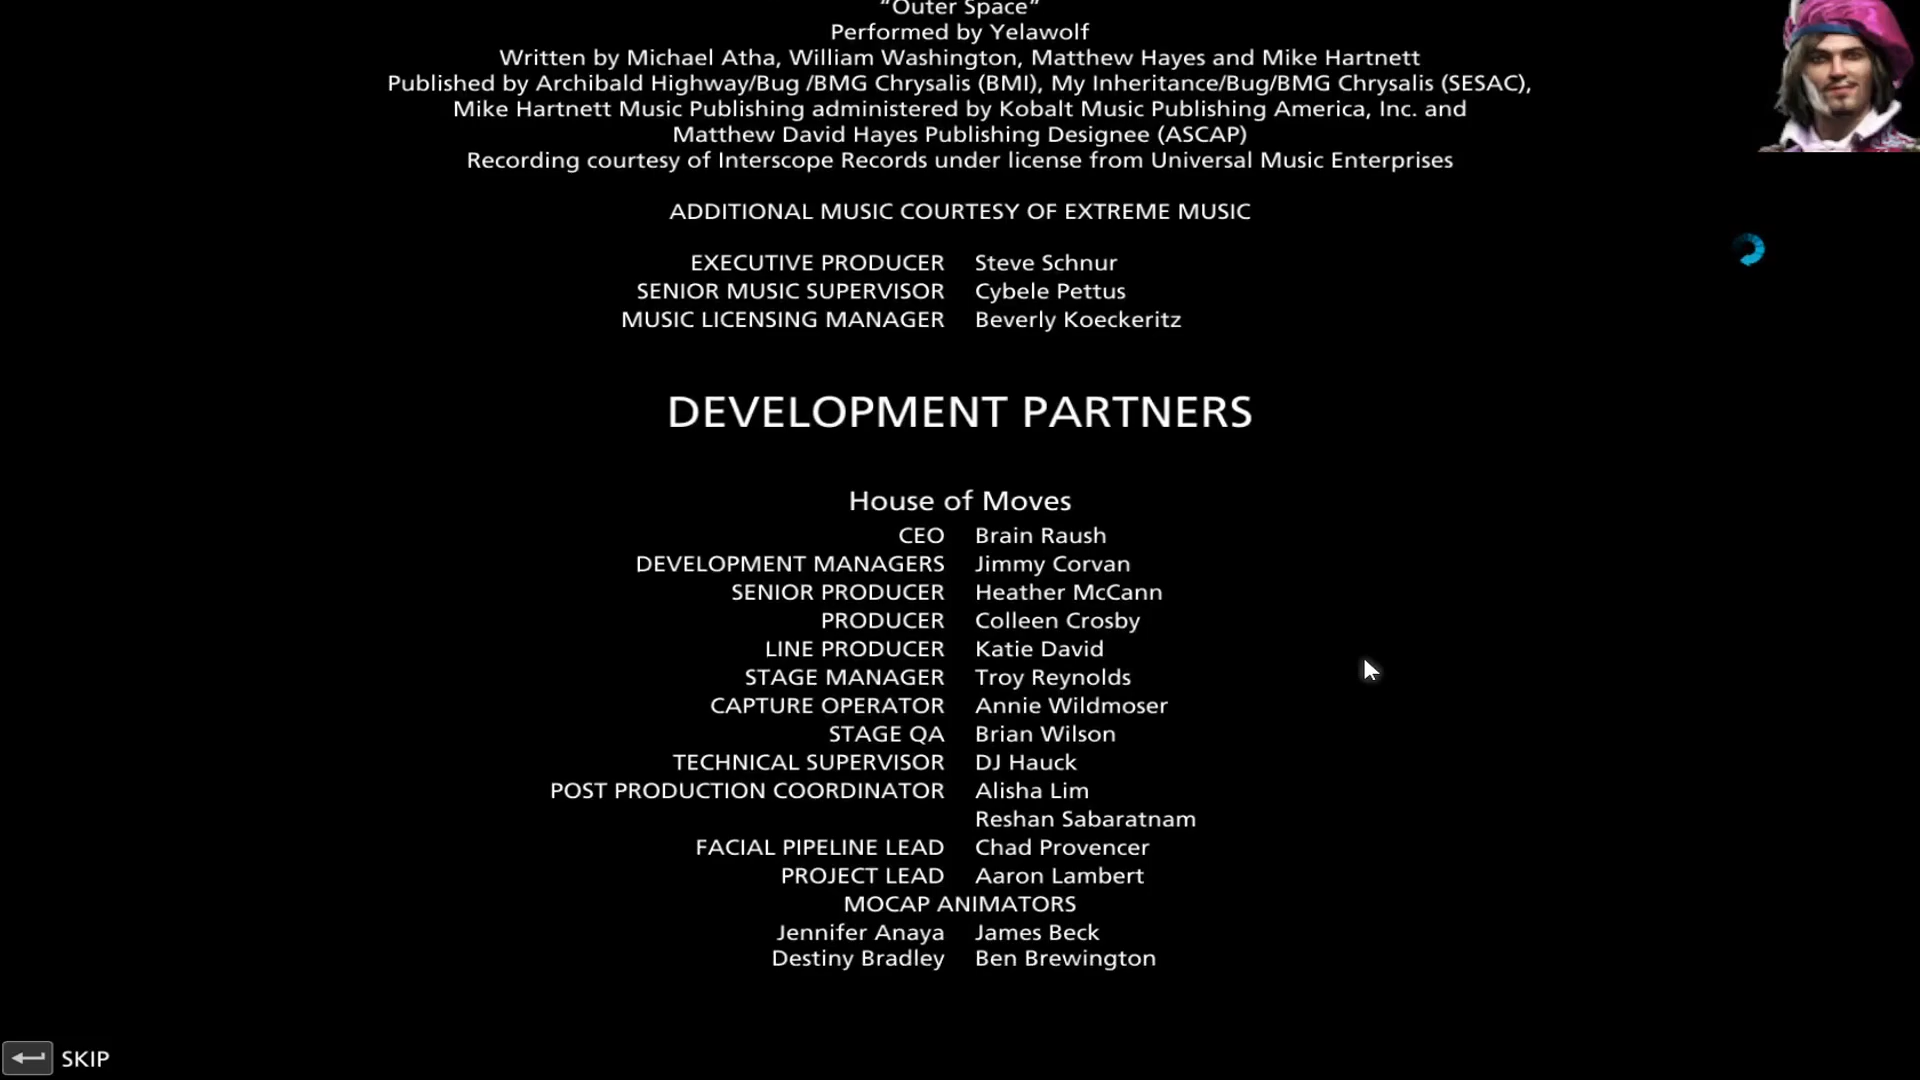 “Outer Space”
Performed by Yelawolf
Written by Michael Atha, William Washington, Matthew Hayes and Mike Hartnett
Published by Archibald Highway/Bug /BMG Chrysalis (BMI), My Inheritance/Bug/BMG Chrysalis (SESAC),
Mike Hartnett Music Publishing administered by Kobalt Music Publishing America, Inc. and
Matthew David Hayes Publishing Designee (ASCAP)
Recording courtesy of Interscope Records under license from Universal Music Enterprises
ADDITIONAL MUSIC COURTESY OF EXTREME MUSIC
EXECUTIVE PRODUCER Steve Schnur
SENIOR MUSIC SUPERVISOR Cybele Pettus
MUSIC LICENSING MANAGER Beverly Koeckeritz
DEVELOPMENT PARTNERS
House of Moves
CEO Brain Raush
DEVELOPMENT MANAGERS Jimmy Corvan
SENIOR PRODUCER Heather McCann
PRODUCER Colleen Crosby
LINE PRODUCER Katie David
STAGE MANAGER Troy Reynolds
CAPTURE OPERATOR Annie Wildmoser
STAGE QA Brian Wilson
TECHNICAL SUPERVISOR DJ Hauck
POST PRODUCTION COORDINATOR Alisha Lim
Reshan Sabaratnam
FACIAL PIPELINE LEAD Chad Provencer
PROJECT LEAD Aaron Lambert
MOCAP ANIMATORS
Jennifer Anaya James Beck
Destiny Bradley Ben Brewington
SKIP